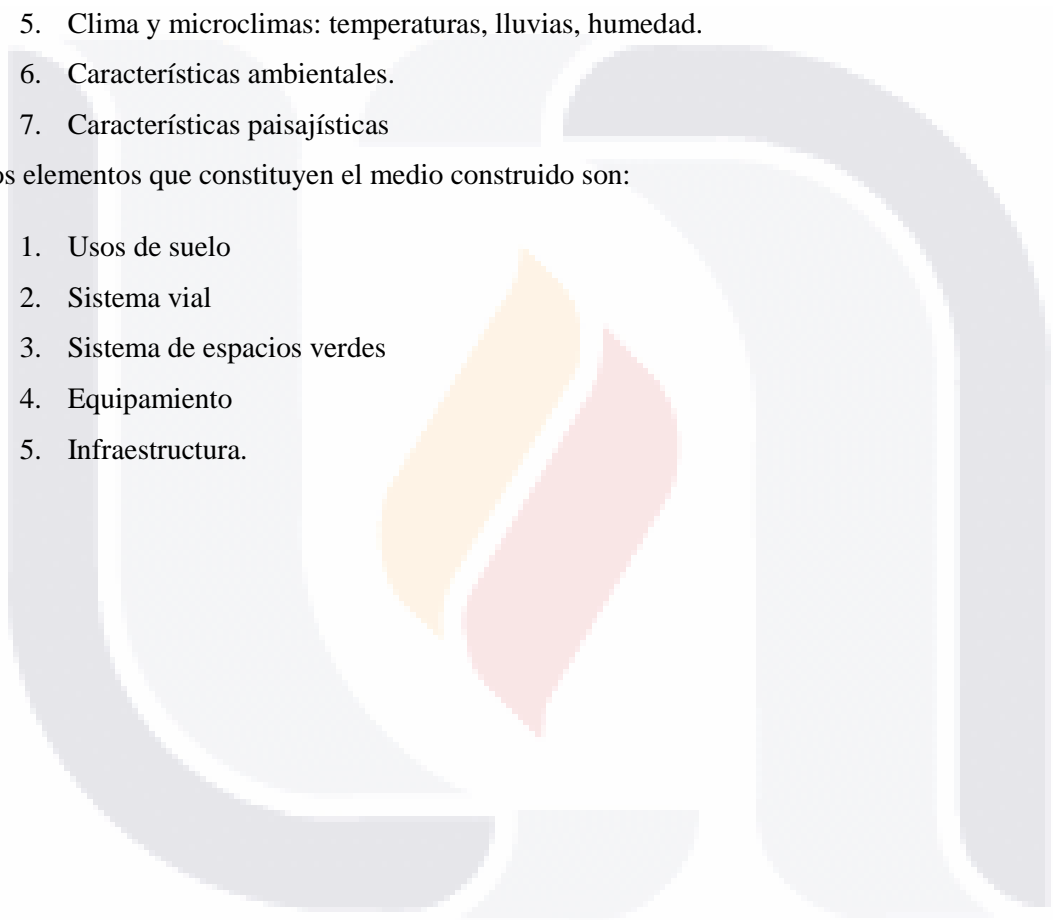 5. Clima y microclimas: temperaturas, lluvias, humedad.
6. Características ambientales.
7. Características paisajísticas
os elementos que constituyen el medio construido son:
1. Usos de suelo
2. Sistema vial
3. Sistema de espacios verdes
4. Equipamiento
5. Infraestructura.